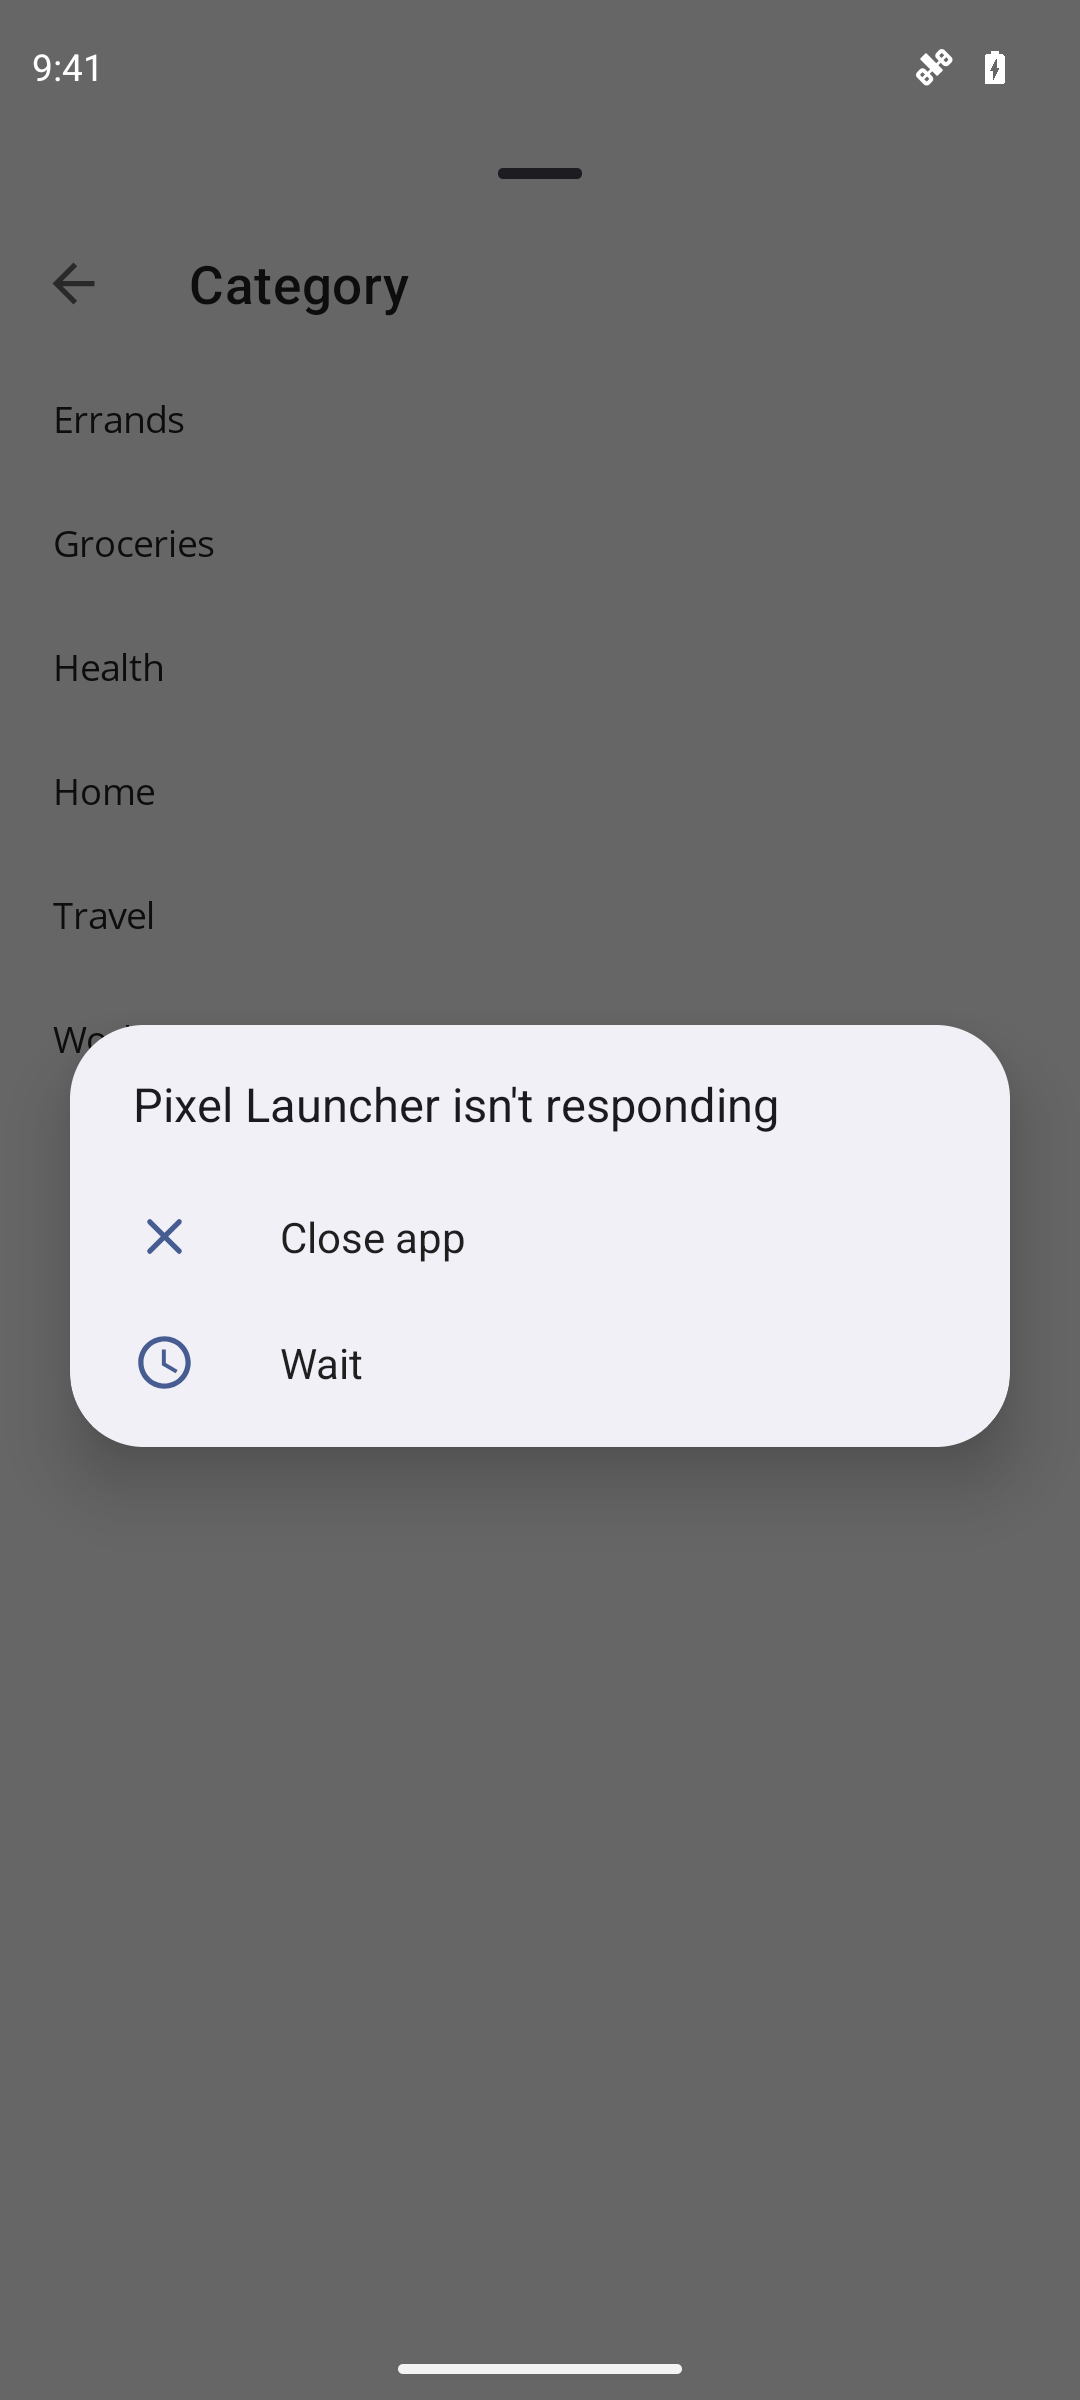 9:41
Category
Errands
Groceries
Health
Home
Travel
Pixel Launcher isn't responding
Close app
Wait